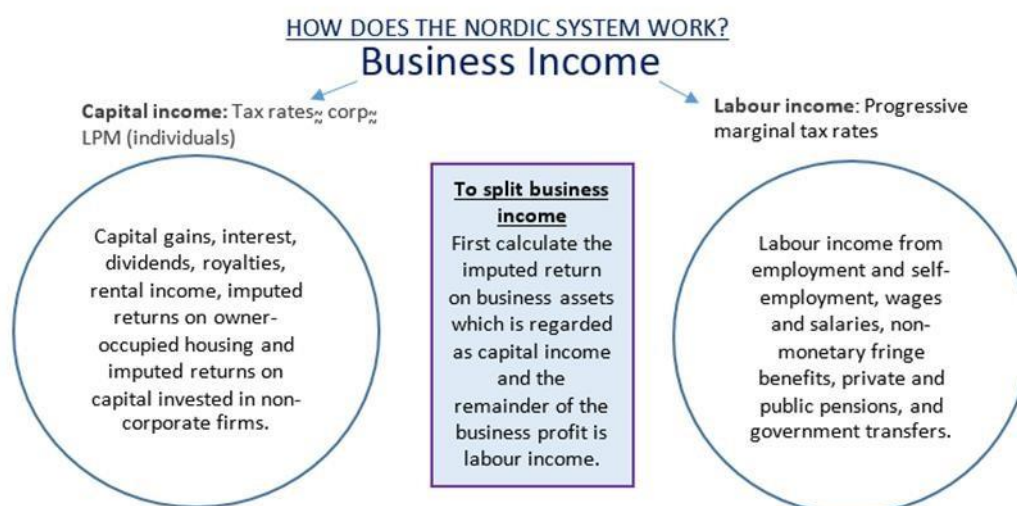 HOW DOES THE NORDIC SYSTEM WORK?
Business Income
Capital income: Tax rates≈ corp≈
LPM (individuals)
Labour income: Progressive
marginal tax rates
Capital gains, interest,
dividends, royalties,
rental income, imputed
returns on owner-
occupied housing and
imputed returns on
capital invested in non-
corporate firms.
To split business
income
First calculate the
imputed return
on business assets
which is regarded
as capital income
and the
remainder of the
business profit is
labour income.
Labour income from
employment and self-
employment, wages
and salaries, non-
monetary fringe
benefits, private and
public pensions, and
government transfers.